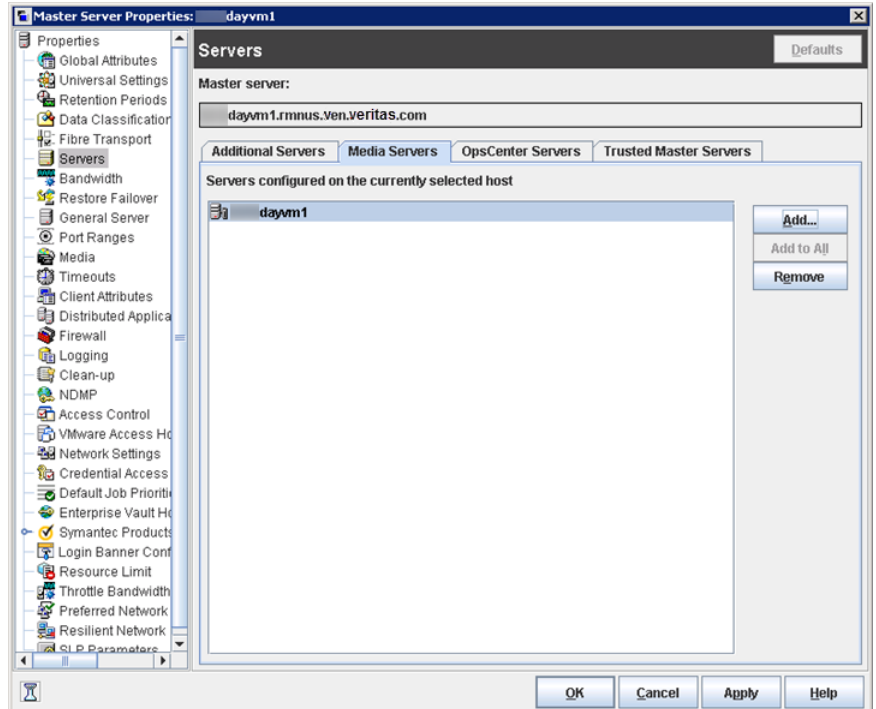 Master Server Properties: dayvm1
Properties
Global Attributes
Universal Settings
Retention Periods
Data Classification
Fibre Transport
Servers
Bandwidth
Restore Failover
General Server
Port Ranges
Media
Timeouts
Client Attributes
Distributed Applica
Firewall
Logging
Clean-up
NDMP
Access Control
VMware Access Ho
Network Settings
Credential Access
Default Job Prioriti
Enterprise Vault Ho
Symantec Products
Login Banner Conf
Resource Limit
Throttle Bandwidth
Preferred Network
Resilient Network
SLP Parameters
Servers
Defaults
Master server:
dayvm1.rmnus.ven.veritas.com
Additional Servers Media Servers OpsCenter Servers Trusted Master Servers
Servers configured on the currently selected host
dayvm1
Add...
Add to All
Remove
OK Cancel Apply Help